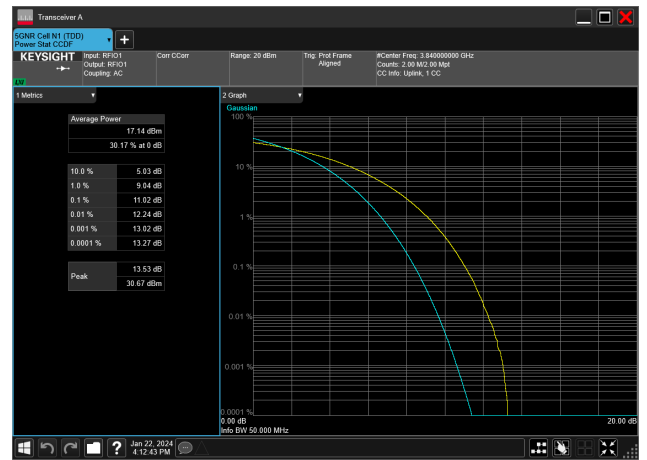 Transceiver A
5GNR Cell N1 (TDD)
Power Stat CCDF
KEYSIGHT
LXI
Input: RFIO1
Output: RFIO1
Coupling: AC
Corr CCorr
Range: 20 dBm
Trig: Prot Frame
Aligned
#Center Freq: 3.840000000 GHz
Counts: 2.00 M/2.00 Mpt
CC Info: Uplink, 1 CC
1 Metrics
Average Power
17.14 dBm
30.17 % at 0 dB
10.0 % 5.03 dB
1.0 % 9.04 dB
0.1 % 11.02 dB
0.01 % 12.24 dB
0.001 % 13.02 dB
0.0001 % 13.27 dB
Peak
13.53 dB
30.67 dBm
2 Graph
Gaussian
100 %
10 %
1 %
0.1 %
0.01 %
0.001 %
0.0001 %
0.00 dB
20.00 dB
Info BW 50.000 MHz
?
Jan 22, 2024
4:12:43 PM